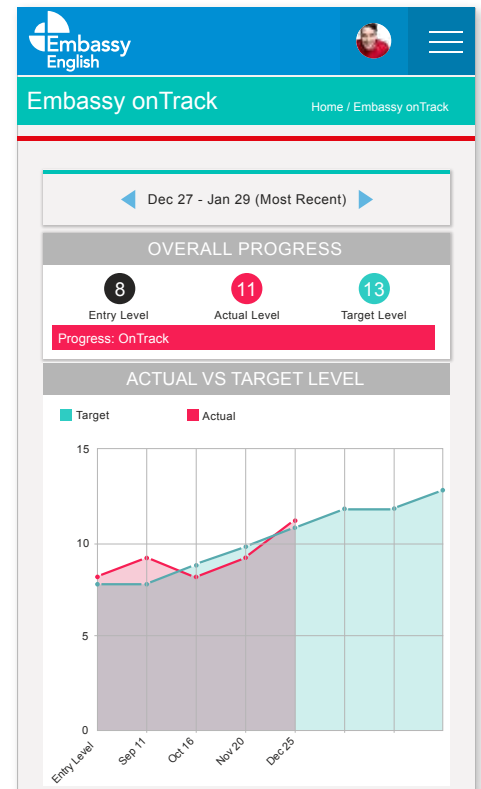 Embassy
English
Embassy onTrack
Home / Embassy onTrack
Dec 27 - Jan 29 (Most Recent)
OVERALL PROGRESS
8
11
13
Entry Level
Actual Level
Target Level
Progress: OnTrack
ACTUAL VS TARGET LEVEL
Target
Actual
15
10
5
0
Entry Level
Sep 11
Oct 16
Nov 20
Dec 25